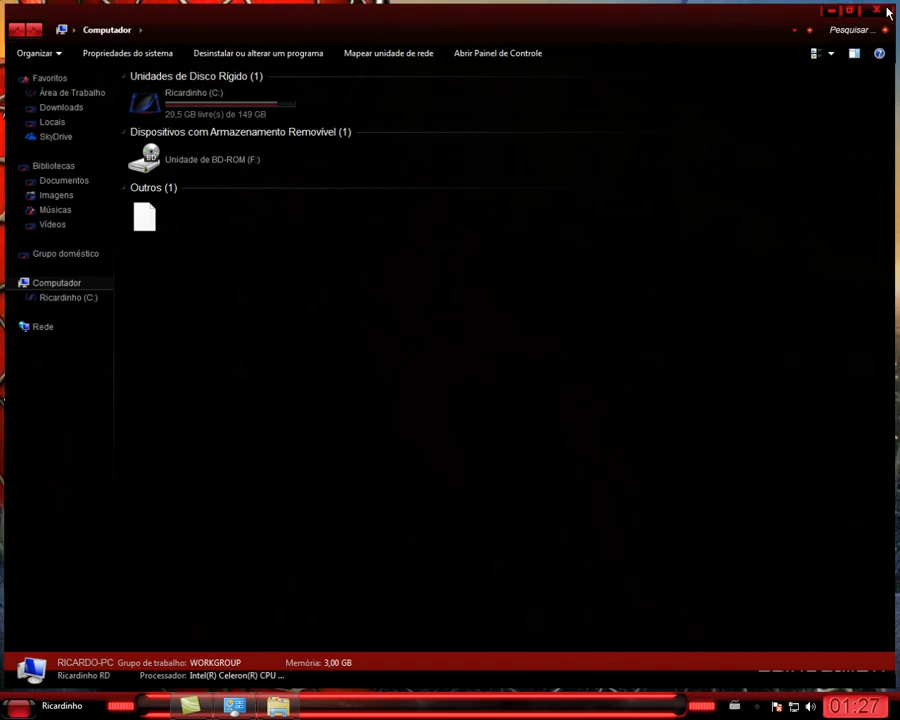 Computador
Pesquisar ...
Organizar
Propriedades do sistema
Desinstalar ou alterar um programa
Mapear unidade de rede
Abrir Painel de Controle
Favoritos
Área de Trabalho
Downloads
Locais
SkyDrive
Bibliotecas
Documentos
Imagens
Músicas
Vídeos
Grupo doméstico
Computador
Ricardinho (C:)
Rede
Unidades de Disco Rígido (1)
Ricardinho (C:)
20,5 GB livre(s) de 149 GB
Dispositivos com Armazenamento Removível (1)
BD
Unidade de BD-ROM (F:)
Outros (1)
RICARDO-PC Grupo de trabalho: WORKGROUP Memória: 3,00 GB
Ricardinho RD Processador: Intel(R) Celeron(R) CPU ...
Ricardinho
01:27